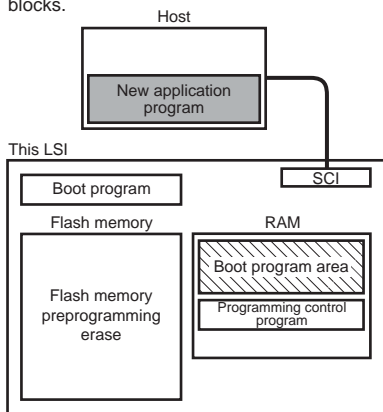 blocks.
Host
New application
program
This LSI
SCI
Boot program
Flash memory
RAM
Boot program area
Flash memory
preprogramming
erase
Programming control
program